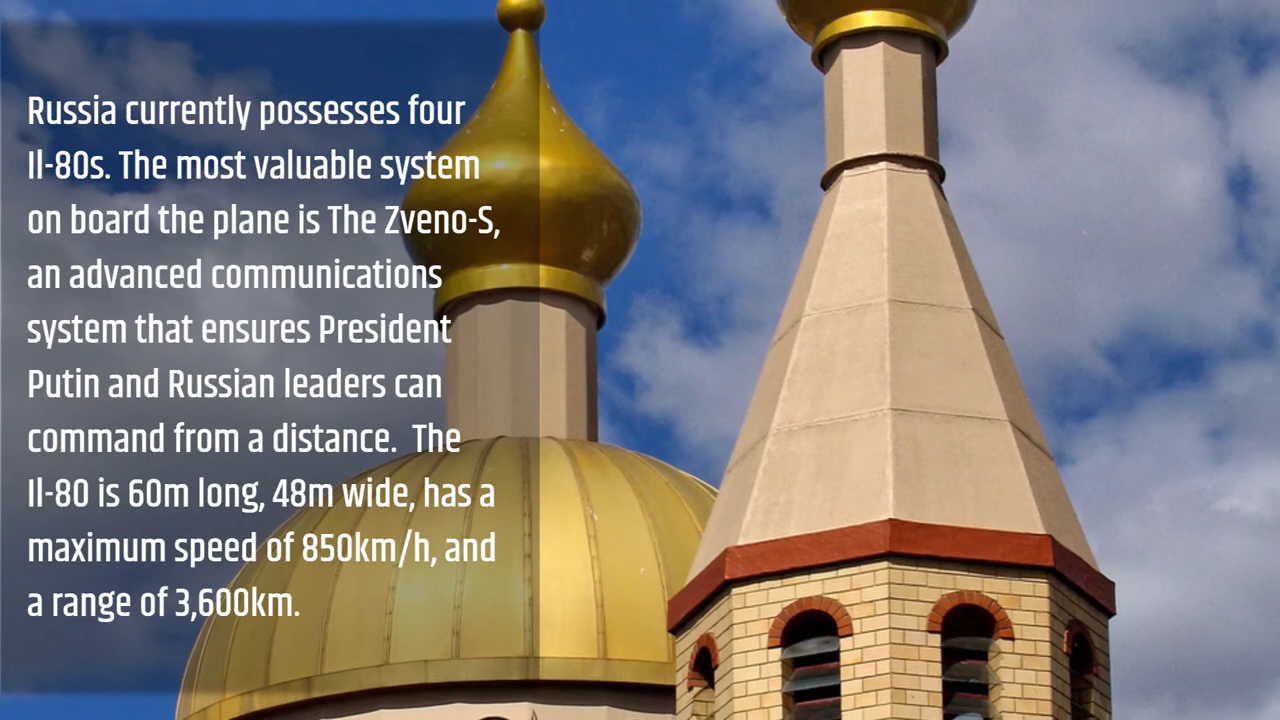 Russia currently possesses four
Il-80s. The most valuable system
on board the plane is The Zveno-S,
an advanced communications
system that ensures President
Putin and Russian leaders can
command from a distance.  The
Il-80 is 60m long, 48m wide, has a
maximum speed of 850km/h, and
a range of 3,600km.